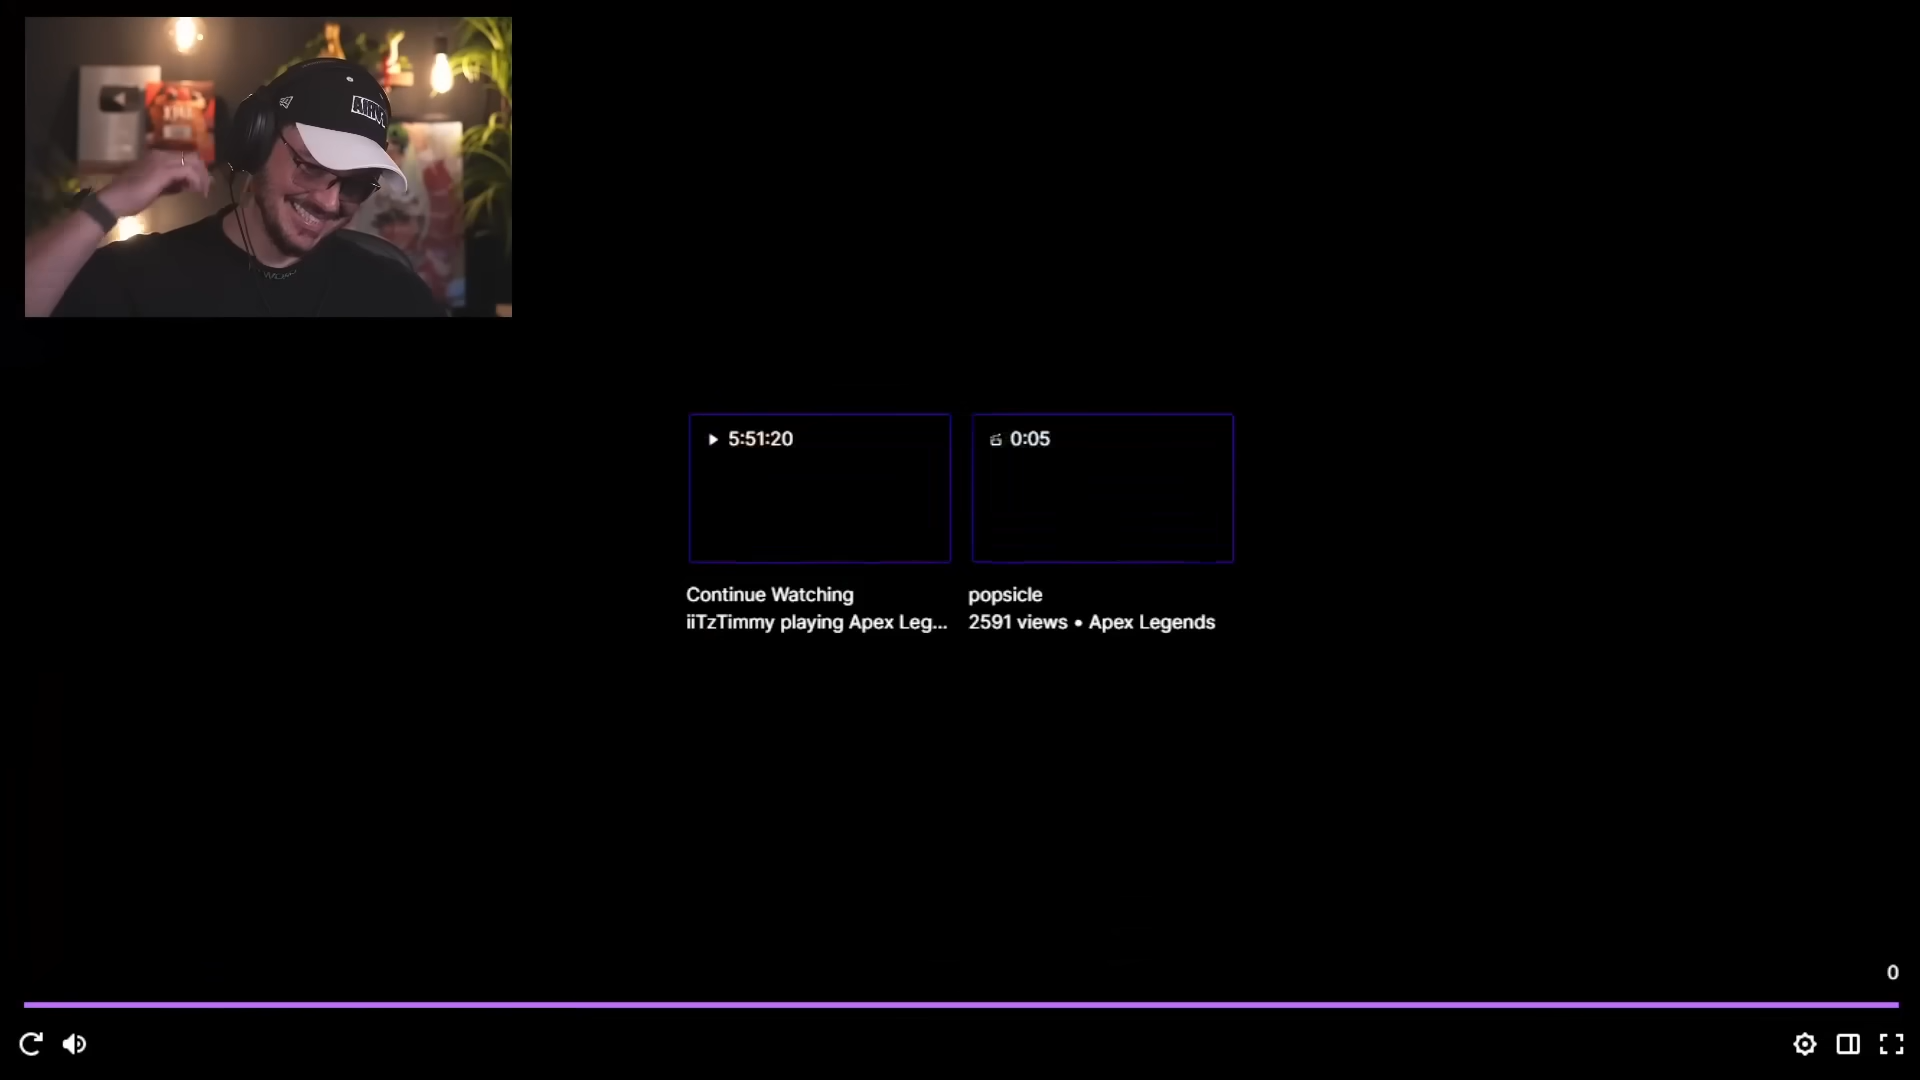 5:51:20
0:05
Continue Watching
iiTzTimmy playing Apex Leg...
popsicle
2591 views • Apex Legends
0